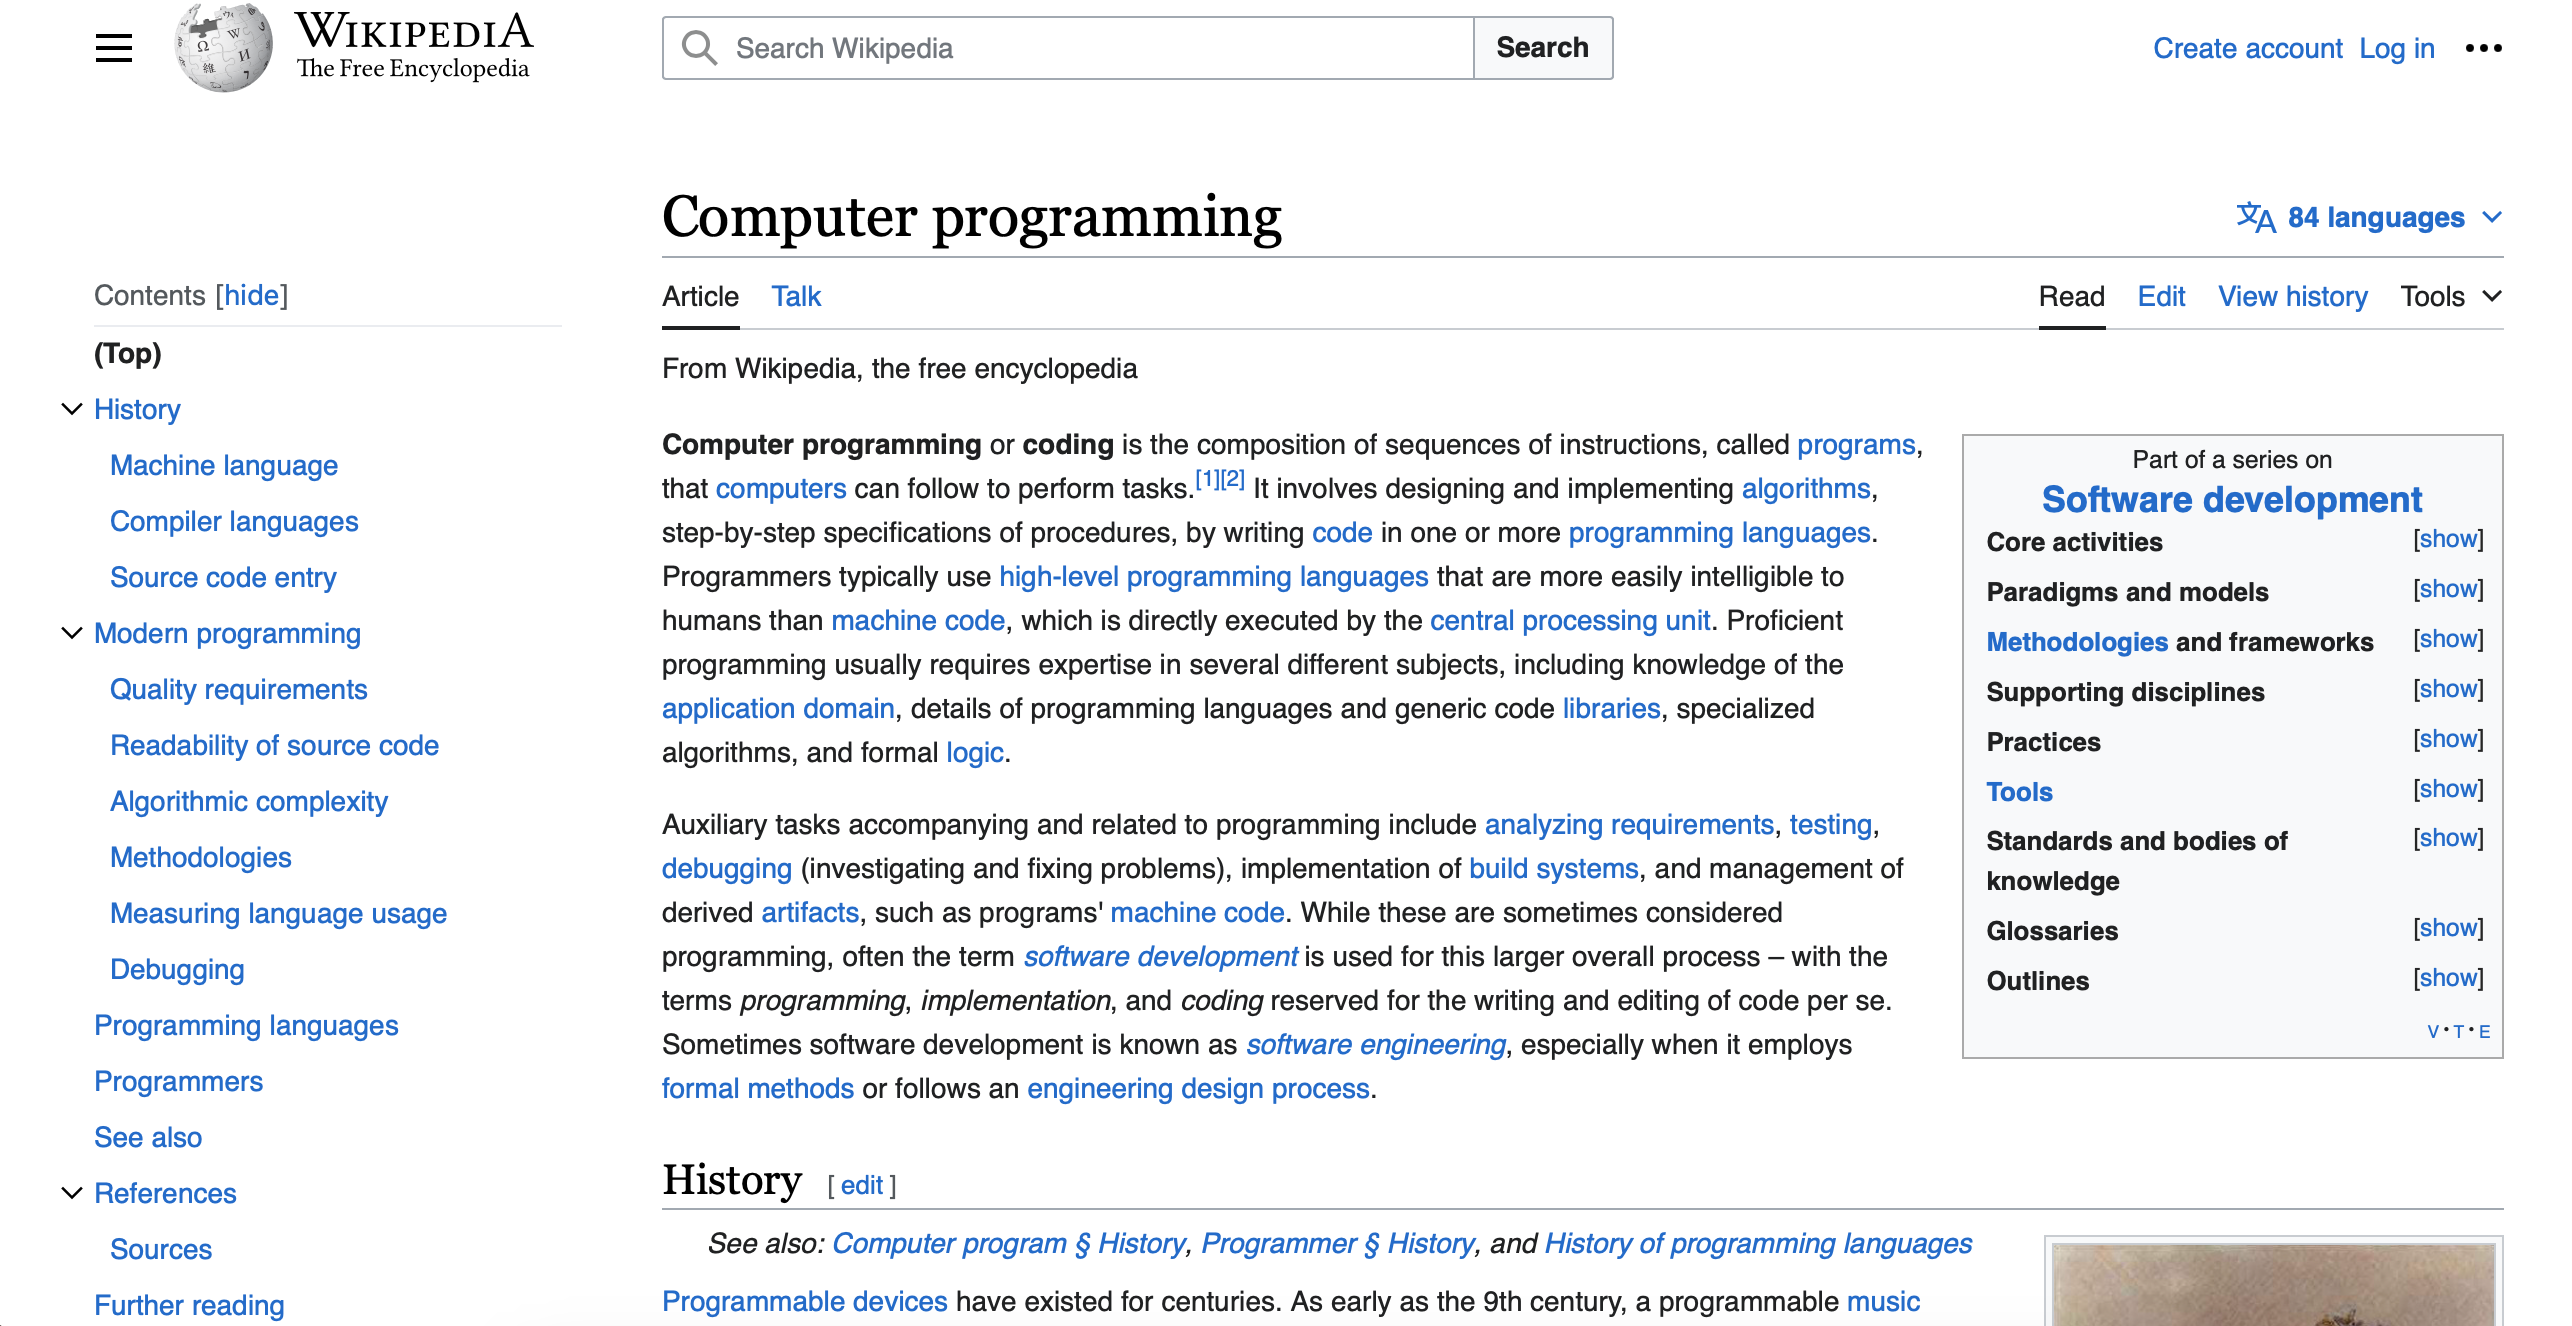 WIKIPEDIA
The Free Encyclopedia
Search Wikipedia
Search
Create account Log in
Computer programming
84 languages
Contents [hide]
(Top)
History
Machine language
Compiler languages
Source code entry
Modern programming
Quality requirements
Readability of source code
Algorithmic complexity
Methodologies
Measuring language usage
Debugging
Programming languages
Programmers
See also
References
Sources
Further reading
Article Talk
Read Edit View history Tools
From Wikipedia, the free encyclopedia
Computer programming or coding is the composition of sequences of instructions, called programs,
that computers can follow to perform tasks.[1][2] It involves designing and implementing algorithms,
step-by-step specifications of procedures, by writing code in one or more programming languages.
Programmers typically use high-level programming languages that are more easily intelligible to
humans than machine code, which is directly executed by the central processing unit. Proficient
programming usually requires expertise in several different subjects, including knowledge of the
application domain, details of programming languages and generic code libraries, specialized
algorithms, and formal logic.
Auxiliary tasks accompanying and related to programming include analyzing requirements, testing,
debugging (investigating and fixing problems), implementation of build systems, and management of
derived artifacts, such as programs' machine code. While these are sometimes considered
programming, often the term software development is used for this larger overall process – with the
terms programming, implementation, and coding reserved for the writing and editing of code per se.
Sometimes software development is known as software engineering, especially when it employs
formal methods or follows an engineering design process.
Part of a series on
Software development
Core activities [show]
Paradigms and models [show]
Methodologies and frameworks [show]
Supporting disciplines [show]
Practices [show]
Tools [show]
Standards and bodies of [show]
knowledge
Glossaries [show]
Outlines [show]
V • T • E
History [ edit ]
See also: Computer program § History, Programmer § History, and History of programming languages
Programmable devices have existed for centuries. As early as the 9th century, a programmable music